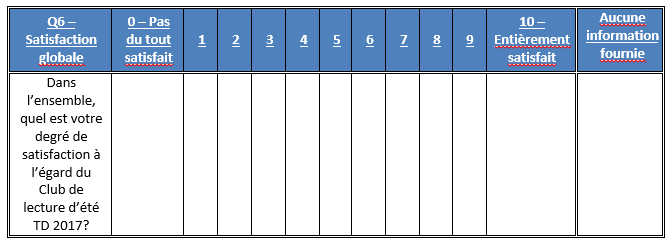 Q6 –
Satisfaction
globale
0 – Pas
du tout
satisfait
1
2
3
4
5
6
7
8
9
10 –
Entièrement
satisfait
Aucune
information
fournie
Dans
l’ensemble,
quel est votre
degré de
satisfaction à
l’égard du
Club de
lecture d’été
TD 2017?